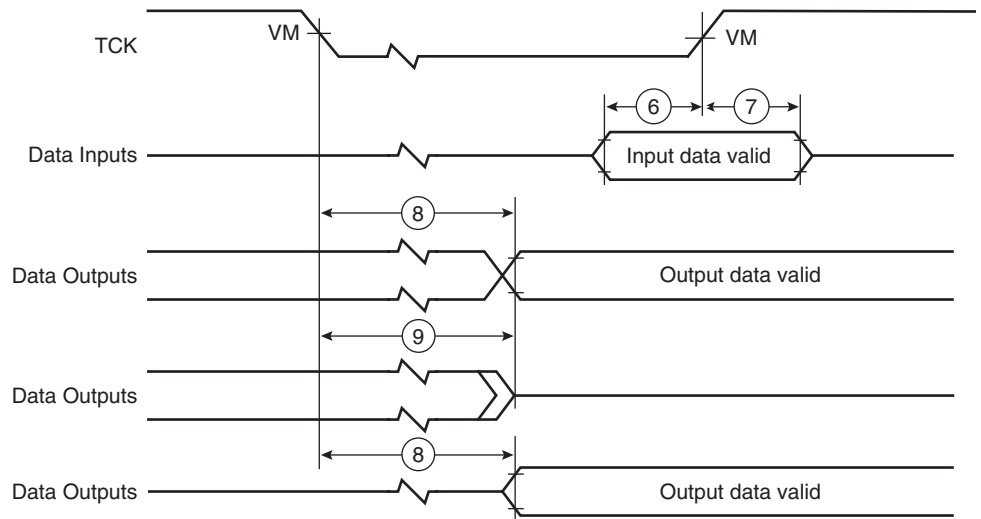 VM
TCK
VM
6
7
Data Inputs
Input data valid
8
Data Outputs
Output data valid
9
Data Outputs
8
Data Outputs
Output data valid